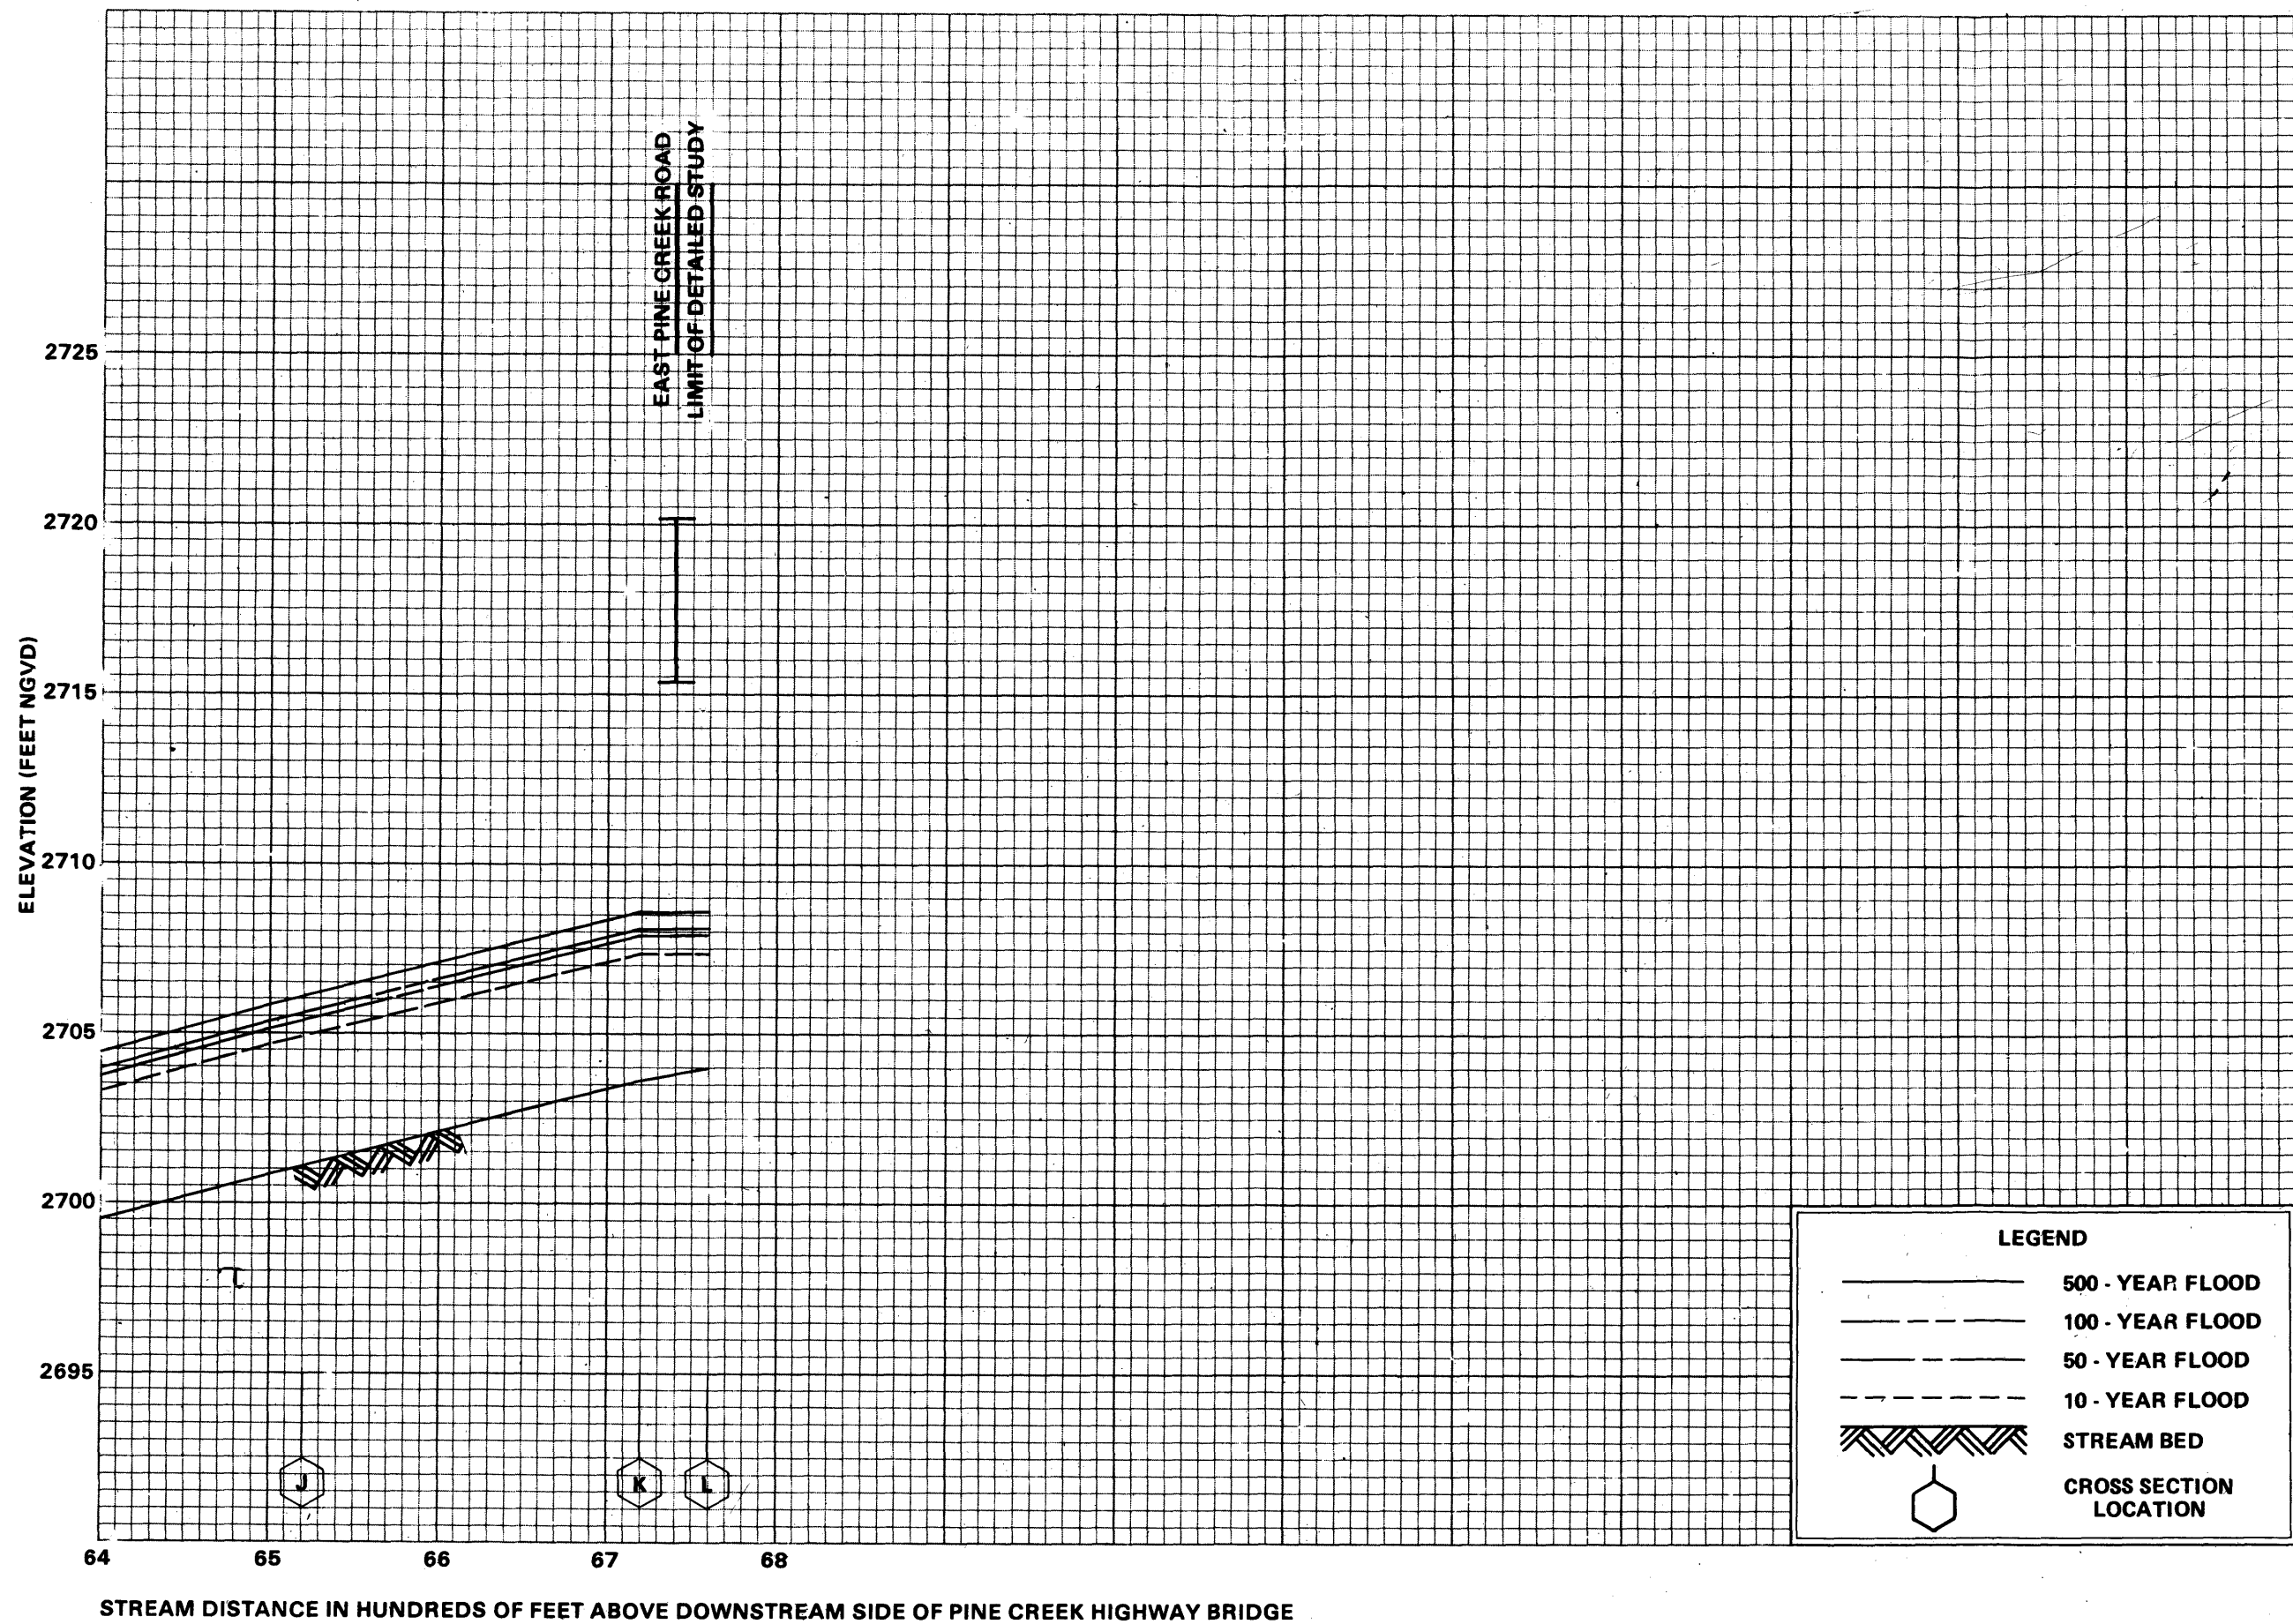 EAST PINE CREEK ROAD
LIMIT OF DETAILED STUDY
ELEVATION (FEET NGVD)
2725
2720
2715
2710
2705
2700
2695
J
K
L
64
65
66
67
68
STREAM DISTANCE IN HUNDREDS OF FEET ABOVE DOWNSTREAM SIDE OF PINE CREEK HIGHWAY BRIDGE
LEGEND
500 - YEAR FLOOD
100 - YEAR FLOOD
50 - YEAR FLOOD
10 - YEAR FLOOD
STREAM BED
CROSS SECTION
LOCATION